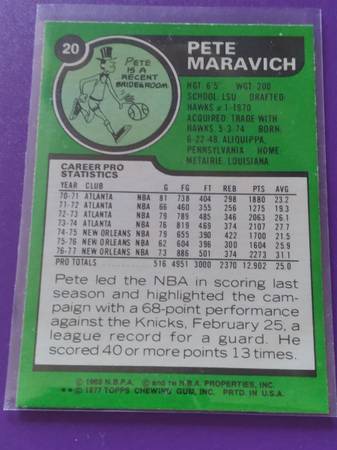 20
PETE
MARAVICH
PETE
IS A
RECENT
BRIDEGROOM
HGT 6'5" WGT 200
SCHOOL: LSU DRAFTED:
HAWKS #1-1970
ACQUIRED: TRADE WITH
HAWKS 5-3-74 BORN:
6-22-48, ALIQUIPPA,
PENNSYLVANIA HOME:
METAIRIE, LOUISIANA
CAREER PRO
STATISTICS
YEAR CLUB G FG FT REB PTS AVG
70-71 ATLANTA NBA 81 738 404 298 1880 23.2
71-72 ATLANTA NBA 66 460 355 256 1275 19.3
72-73 ATLANTA NBA 79 789 485 346 2063 26.1
73-74 ATLANTA NBA 76 819 469 374 2107 27.7
74-75 NEW ORLEANS NBA 79 655 390 422 1700 21.5
75-76 NEW ORLEANS NBA 62 604 396 300 1604 25.9
76-77 NEW ORLEANS NBA 73 886 501 374 2273 31.1
PRO TOTALS 516 4951 3000 2370 12,902 25.0
Pete led the NBA in scoring last
season and highlighted the cam-
paign with a 68-point performance
against the Knicks, February 25, a
league record for a guard. He
scored 40 or more points 13 times.
© 1969 N.B.P.A. © and TM N.B.A. PROPERTIES, INC.
★★ © 1977 TOPPS CHEWING GUM, INC. PRTD. IN U.S.A.